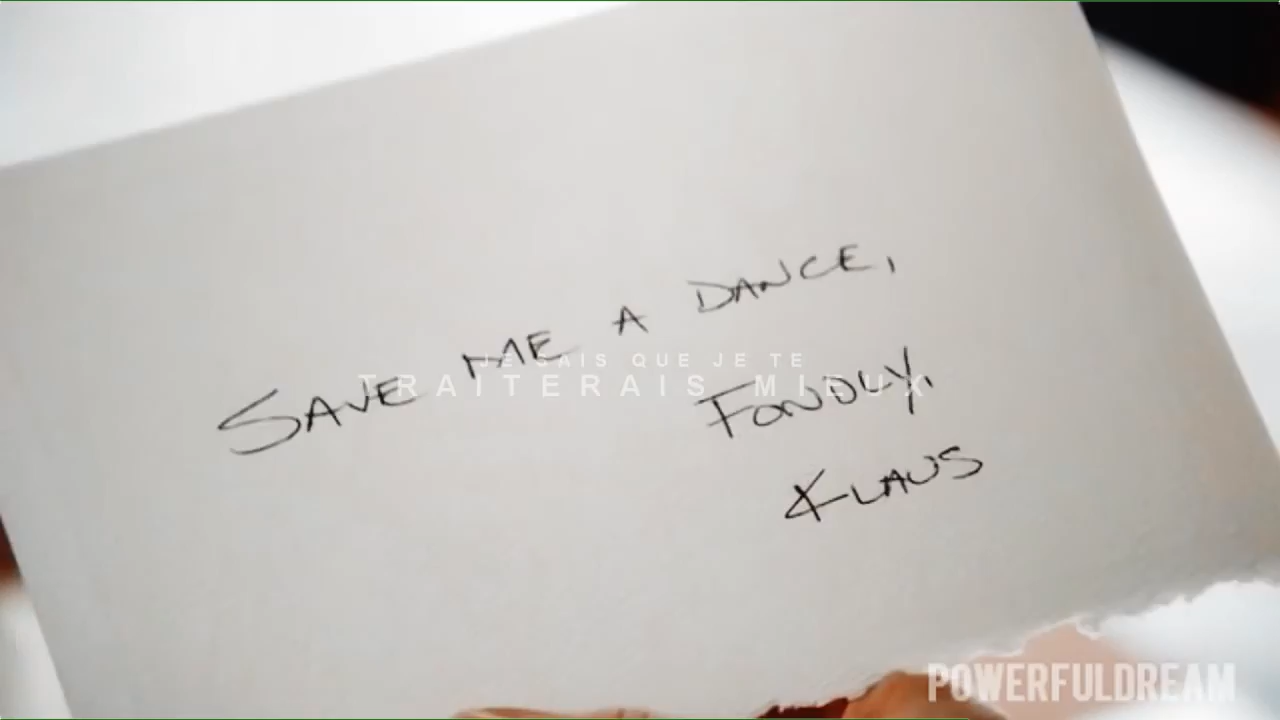 SAVE ME A DANCE,
JE SAIS QUE JE TE
TRAITERAIS MIEUX
FONDLY,
KLAUS
POWERFULDREAM